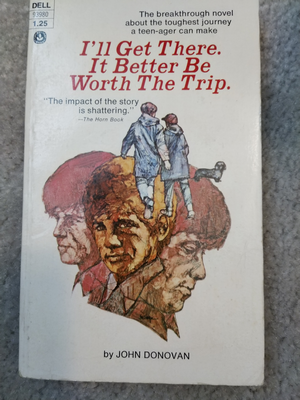 DELL
1.25
The breakthrough novel
about the toughest journey
a teen-ager can make
I'll Get There.
It Better Be
Worth The Trip.
"The impact of the story
is shattering."
—The Horn Book
by JOHN DONOVAN